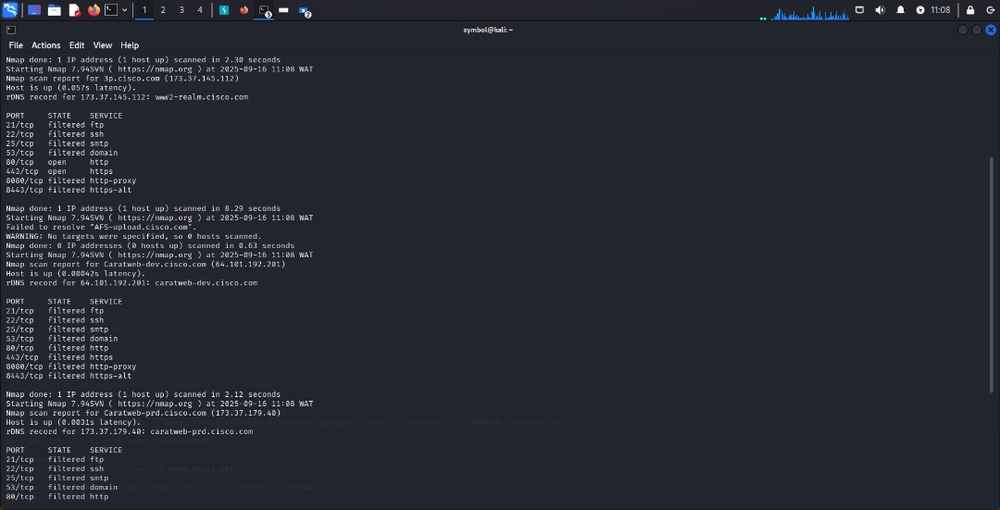 1 2 3 4 11:08
xymbol@kali: ~
File Actions Edit View Help
Nmap done: 1 IP address (1 host up) scanned in 2.30 seconds
Starting Nmap 7.94SVN ( https://nmap.org ) at 2025-09-16 11:08 WAT
Nmap scan report for 3p.cisco.com (173.37.145.112)
Host is up (0.057s latency).
rDNS record for 173.37.145.112: www2-realm.cisco.com
PORT STATE SERVICE
21/tcp filtered ftp
22/tcp filtered ssh
25/tcp filtered smtp
53/tcp filtered domain
80/tcp open http
443/tcp open https
8080/tcp filtered http-proxy
8443/tcp filtered https-alt
Nmap done: 1 IP address (1 host up) scanned in 8.29 seconds
Starting Nmap 7.94SVN ( https://nmap.org ) at 2025-09-16 11:08 WAT
Failed to resolve "AFS-upload.cisco.com".
WARNING: No targets were specified, so 0 hosts scanned.
Nmap done: 0 IP addresses (0 hosts up) scanned in 0.63 seconds
Starting Nmap 7.94SVN ( https://nmap.org ) at 2025-09-16 11:08 WAT
Nmap scan report for Caratweb-dev.cisco.com (64.101.192.201)
Host is up (0.00042s latency).
rDNS record for 64.101.192.201: caratweb-dev.cisco.com
PORT STATE SERVICE
21/tcp filtered ftp
22/tcp filtered ssh
25/tcp filtered smtp
53/tcp filtered domain
80/tcp filtered http
443/tcp filtered https
8080/tcp filtered http-proxy
8443/tcp filtered https-alt
Nmap done: 1 IP address (1 host up) scanned in 2.12 seconds
Starting Nmap 7.94SVN ( https://nmap.org ) at 2025-09-16 11:08 WAT
Nmap scan report for Caratweb-prd.cisco.com (173.37.179.40)
Host is up (0.0031s latency).
rDNS record for 173.37.179.40: caratweb-prd.cisco.com
PORT STATE SERVICE
21/tcp filtered ftp
22/tcp filtered ssh
25/tcp filtered smtp
53/tcp filtered domain
80/tcp filtered http